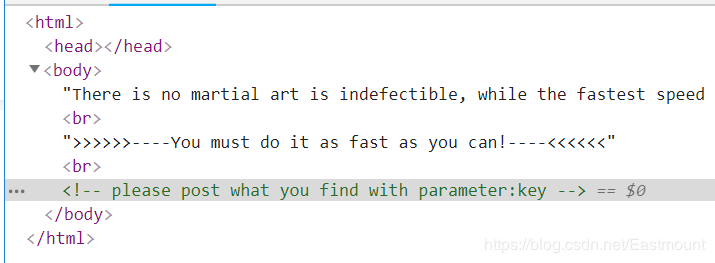 <html>
<head></head>
<body>
"There is no martial art is indefectible, while the fastest speed
<br>
">>>>>>----You must do it as fast as you can!----<<<<<<"
<br>
<!-- please post what you find with parameter:key --> == $0
</body>
</html>
https://blog.csdn.net/Eastmount